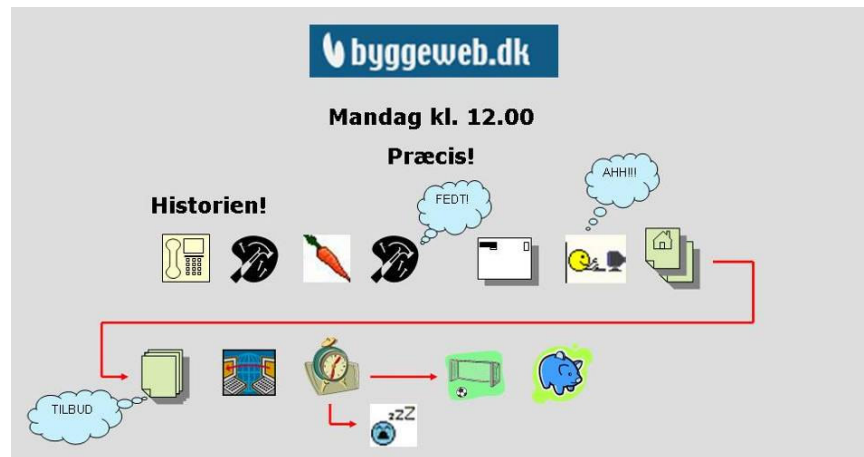 byggeweb.dk
Mandag kl. 12.00
Præcis!
AHH!!!
FEDT!
Historien!
zZZ
TILBUD